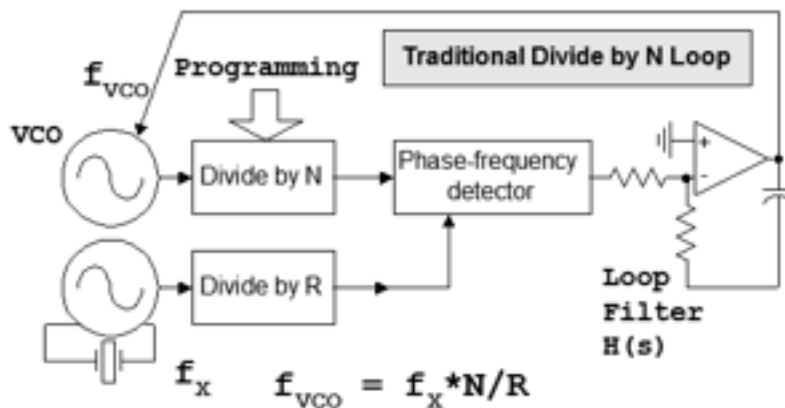 Traditional Divide by N Loop
Programming
f_VCO
VCO
Divide by N
Phase-frequency
detector
+
-
Divide by R
Loop
Filter
H(s)
f_X
f_VCO = f_X*N/R